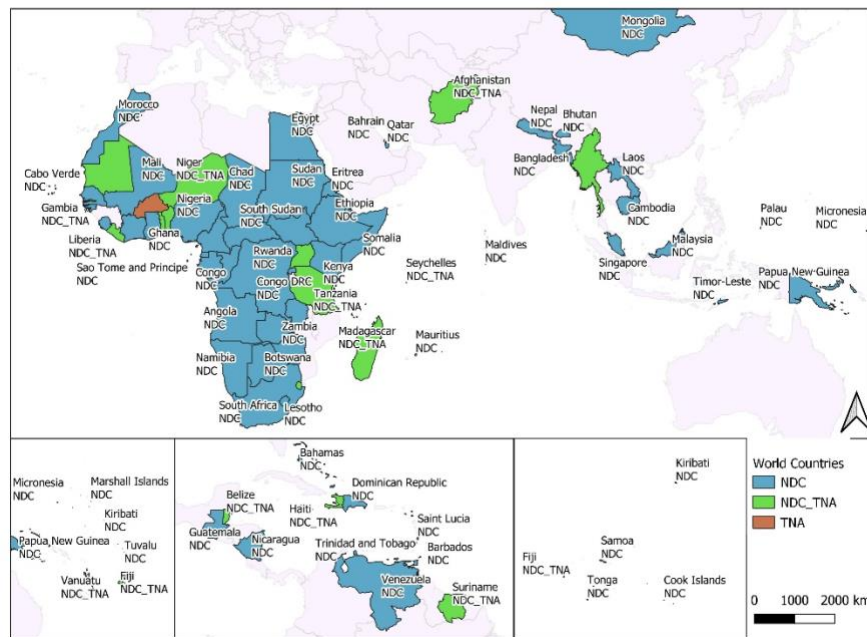 Mongolia
NDC
Afghanistan
NDC_TNA
Morocco
NDC
Egypt
NDC
Bahrain
NDC
Qatar
NDC
Nepal
NDC
Bhutan
NDC
Bangladesh
NDC
Laos
NDC
Cabo Verde
NDC
Mali
NDC
Niger
NDC_TNA
Chad
NDC
Sudan
NDC
Eritrea
NDC
Gambia
NDC_TNA
Nigeria
NDC
Ethiopia
NDC
South Sudan
NDC
Cambodia
NDC
Palau
NDC
Micronesia
NDC
Liberia
NDC_TNA
Ghana
NDC
Somalia
NDC
Maldives
NDC
Malaysia
NDC
Singapore
NDC
Sao Tome and Principe
NDC
Congo
NDC
Rwanda
NDC
Kenya
NDC
Seychelles
NDC_TNA
Congo DRC
NDC
Tanzania
NDC_TNA
Timor-Leste
NDC
Papua New Guinea
NDC
Angola
NDC
Zambia
NDC
Madagascar
NDC_TNA
Mauritius
NDC
Namibia
NDC
Botswana
NDC
South Africa
NDC
Lesotho
NDC
Micronesia
NDC
Marshall Islands
NDC
Kiribati
NDC
Papua New Guinea
NDC
Tuvalu
NDC
Vanuatu
NDC_TNA
Fiji
NDC_TNA
Bahamas
NDC
Dominican Republic
NDC
Belize
NDC_TNA
Haiti
NDC_TNA
Saint Lucia
NDC
Guatemala
NDC
Nicaragua
NDC
Trinidad and Tobago
NDC
Barbados
NDC
Venezuela
NDC
Suriname
NDC_TNA
Kiribati
NDC
Samoa
NDC
Fiji
NDC_TNA
Tonga
NDC
Cook Islands
NDC
World Countries
NDC
NDC_TNA
TNA
0 1000 2000 km